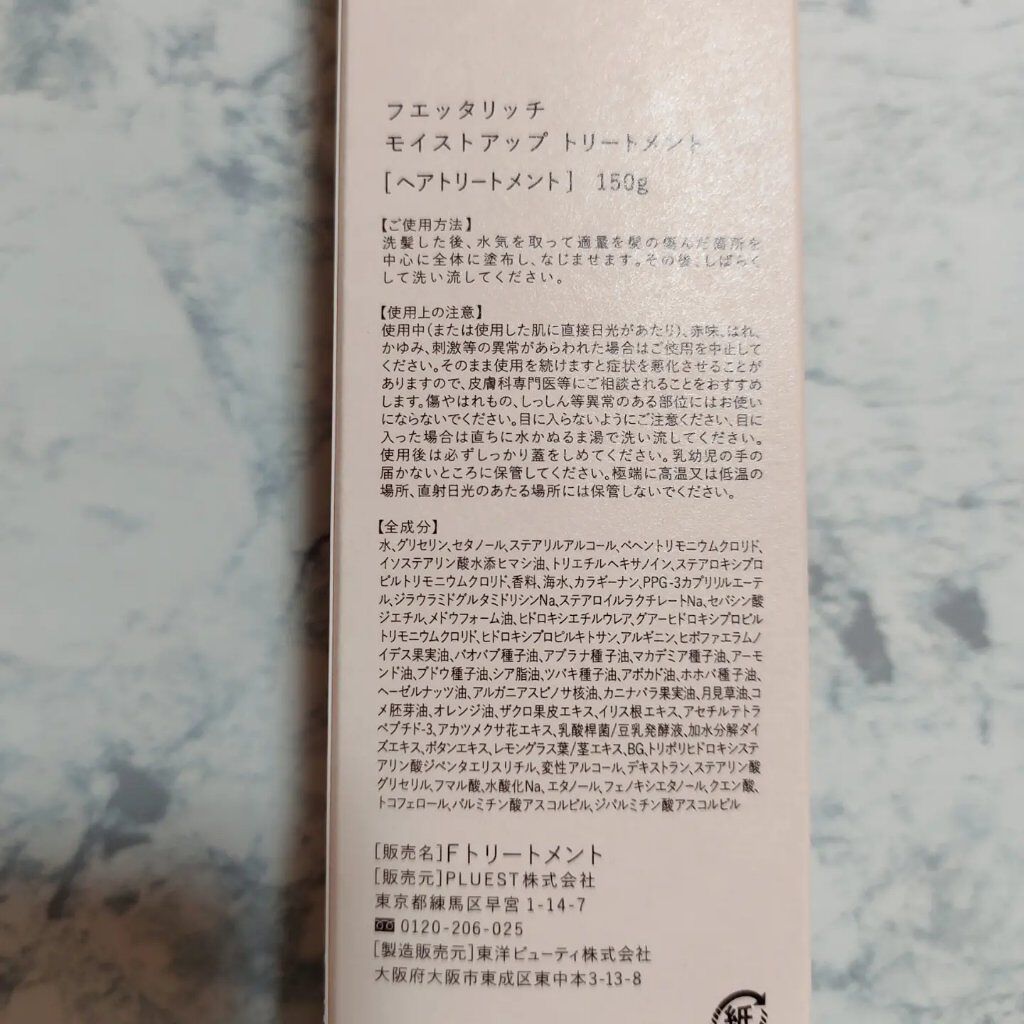 フエッタリッチ
モイストアップ トリートメント
[ヘアトリートメント] 150g
【ご使用方法】
洗髪した後、水気を取って適量を髪の傷んだ箇所を
中心に全体に塗布し、なじませます。その後、しばらく
して洗い流してください。
【使用上の注意】
使用中(または使用した肌に直接日光があたり)、赤味、はれ、
かゆみ、刺激等の異常があらわれた場合はご使用を中止して
ください。そのまま使用を続けますと症状を悪化させることが
ありますので、皮膚科専門医等にご相談されることをおすすめ
します。傷やはれもの、しっしん等異常のある部位にはお使い
にならないでください。目に入らないようにご注意ください、目に
入った場合は直ちに水かぬるま湯で洗い流してください。
使用後は必ずしっかり蓋をしめてください。乳幼児の手の
届かないところに保管してください。極端に高温又は低温の
場所、直射日光のあたる場所には保管しないでください。
【全成分】
水、グリセリン、セタノール、ステアリルアルコール、ベヘントリモニウムクロリド、
イソステアリン酸水添ヒマシ油、トリエチルヘキサノイン、ステアロキシプロ
ピルトリモニウムクロリド、香料、海水、カラギーナン、PPG-3カプリリルエーテ
ル、ジラウラミドグルタミドリシンNa、ステアロイルラクチレートNa、セバシン酸
ジエチル、メドウフォーム油、ヒドロキシエチルウレア、グアーヒドロキシプロピル
トリモニウムクロリド、ヒドロキシプロピルキトサン、アルギニン、ヒポファエラムノ
イデス果実油、バオバブ種子油、アブラナ種子油、マカデミア種子油、アーモ
ンド油、ブドウ種子油、シア脂油、ツバキ種子油、アボカド油、ホホバ種子油、
ヘーゼルナッツ油、アルガニアスピノサ核油、カニナバラ果実油、月見草油、コ
メ胚芽油、オレンジ油、ザクロ果皮エキス、イリス根エキス、アセチルテトラ
ペプチド-3、アカツメクサ花エキス、乳酸桿菌/豆乳発酵液、加水分解ダイ
ズエキス、ボタンエキス、レモングラス葉/茎エキス、BG、トリポリヒドロキシステ
アリン酸ジペンタエリスリチル、変性アルコール、デキストラン、ステアリン酸
グリセリル、フマル酸、水酸化Na、エタノール、フェノキシエタノール、クエン酸、
トコフェロール、パルミチン酸アスコルビル、ジパルミチン酸アスコルビル
[販売名]Fトリートメント
[販売元]PLUEST株式会社
東京都練馬区早宮1-14-7
0120-206-025
[製造販売元]東洋ビューティ株式会社
大阪府大阪市東成区東中本3-13-8
紙